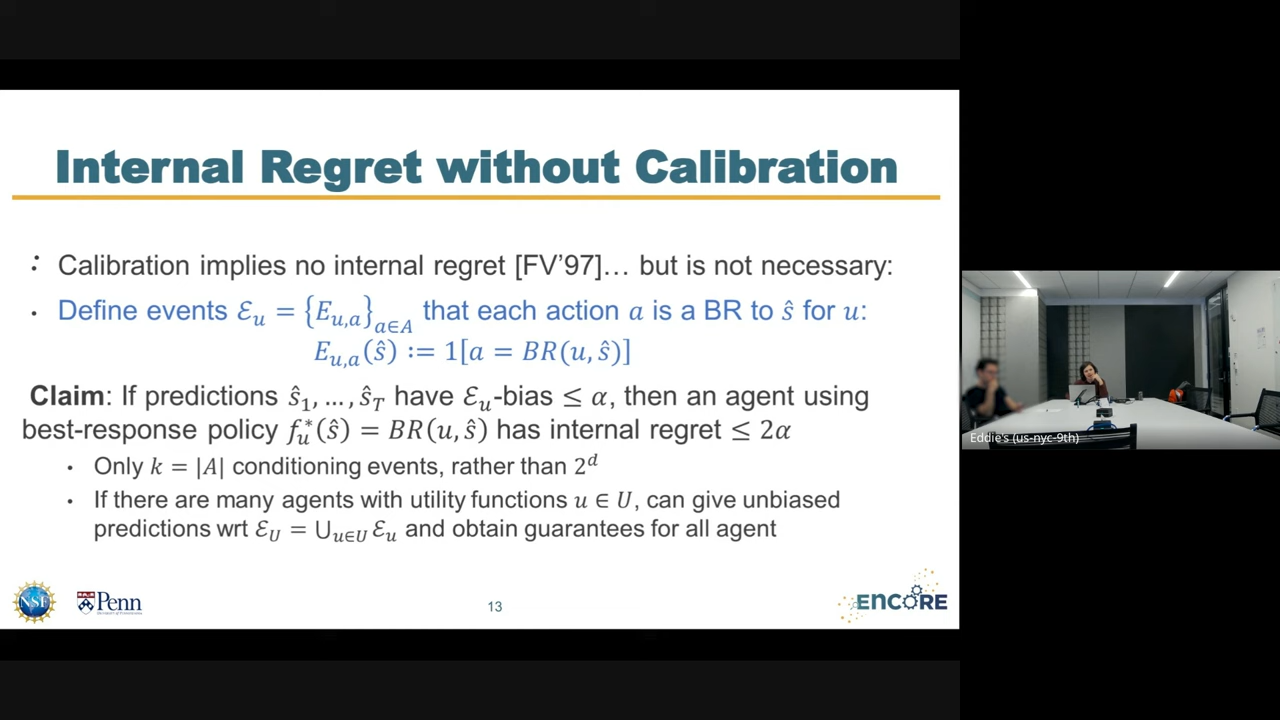 Internal Regret without Calibration
: Calibration implies no internal regret [FV'97]… but is not necessary:
· Define events ℰ_u = {E_{u,a}}_{a∈A} that each action a is a BR to ŝ for u:
E_{u,a}(ŝ) := 1[a = BR(u, ŝ)]
Claim: If predictions ŝ_1, …, ŝ_T have ℰ_u-bias ≤ α, then an agent using
best-response policy f_u^*(ŝ) = BR(u, ŝ) has internal regret ≤ 2α
· Only k = |A| conditioning events, rather than 2^d
· If there are many agents with utility functions u ∈ U, can give unbiased
predictions wrt ℰ_U = ⋃_{u∈U} ℰ_u and obtain guarantees for all agent
NSF
Penn
13
ENCORE
Eddie's (us-nyc-9th)